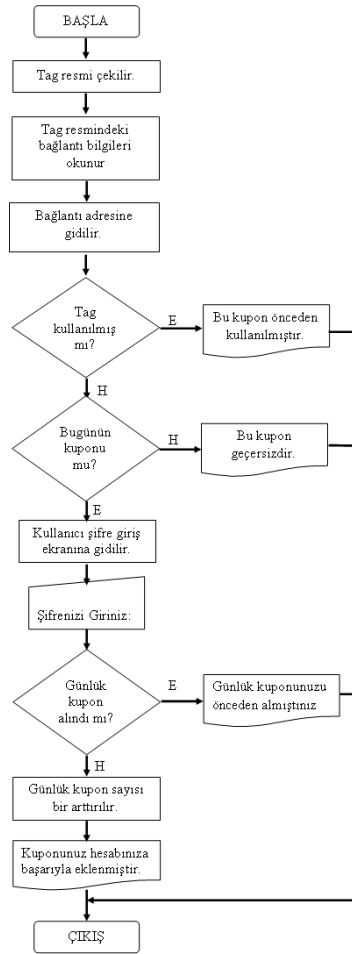 BAŞLA
Tag resmi çekilir.
Tag resmindeki
bağlantı bilgileri
okunur
Bağlantı adresine
gidilir.
Tag
kullanılmış
mı?
E
Bu kupon önceden
kullanılmıştır.
H
Bugünün
kuponu
mu?
H
Bu kupon
geçersizdir.
E
Kullanıcı şifre giriş
ekranına gidilir.
Şifrenizi Giriniz:
Günlük
kupon
alındı mı?
E
Günlük kuponunuzu
önceden almıştınız
H
Günlük kupon sayısı
bir arttırılır.
Kuponunuz hesabınıza
başarıyla eklenmiştir.
ÇIKIŞ